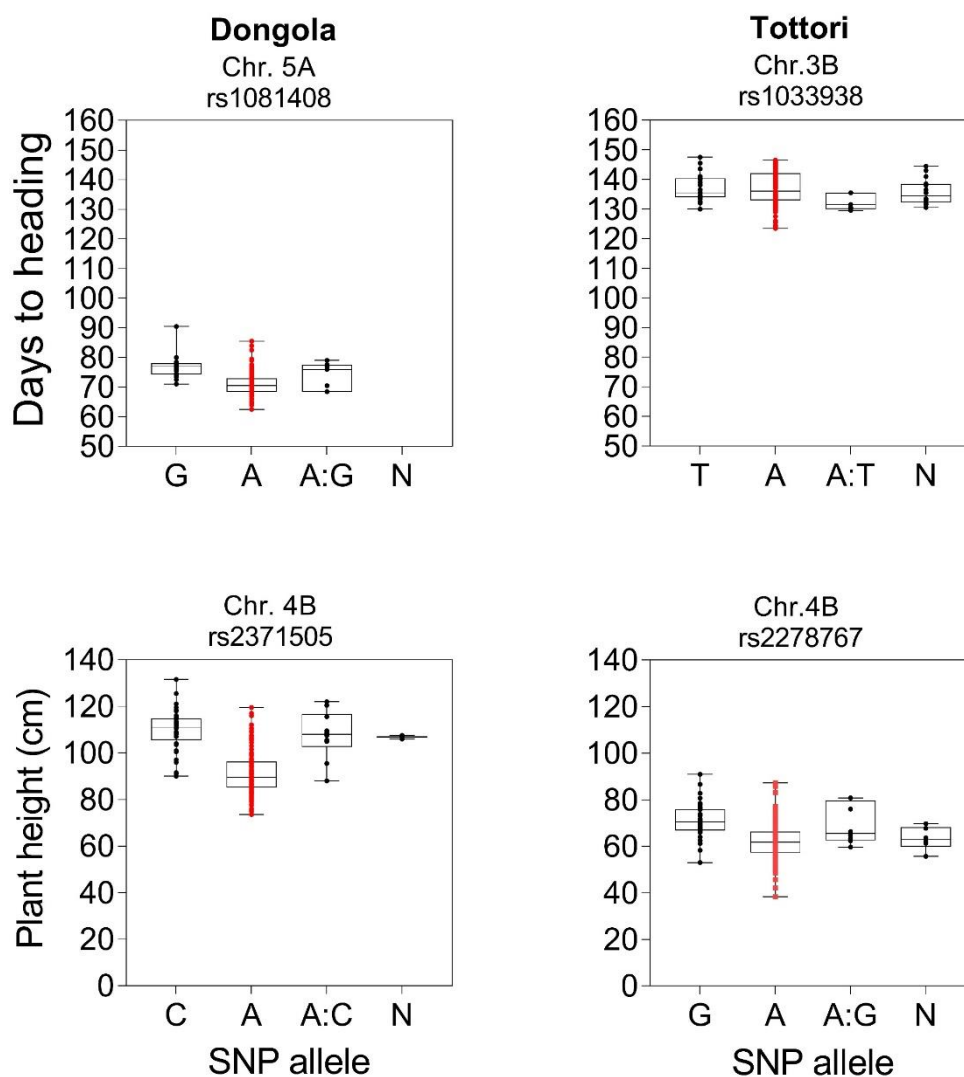 Dongola
Chr. 5A
rs1081408
Tottori
Chr.3B
rs1033938
Days to heading
160
150
140
130
120
110
100
90
80
70
60
50
G A A:G N
160
150
140
130
120
110
100
90
80
70
60
50
T A A:T N
Chr. 4B
rs2371505
Chr.4B
rs2278767
Plant height (cm)
140
120
100
80
60
40
20
0
C A A:C N
SNP allele
140
120
100
80
60
40
20
0
G A A:G N
SNP allele